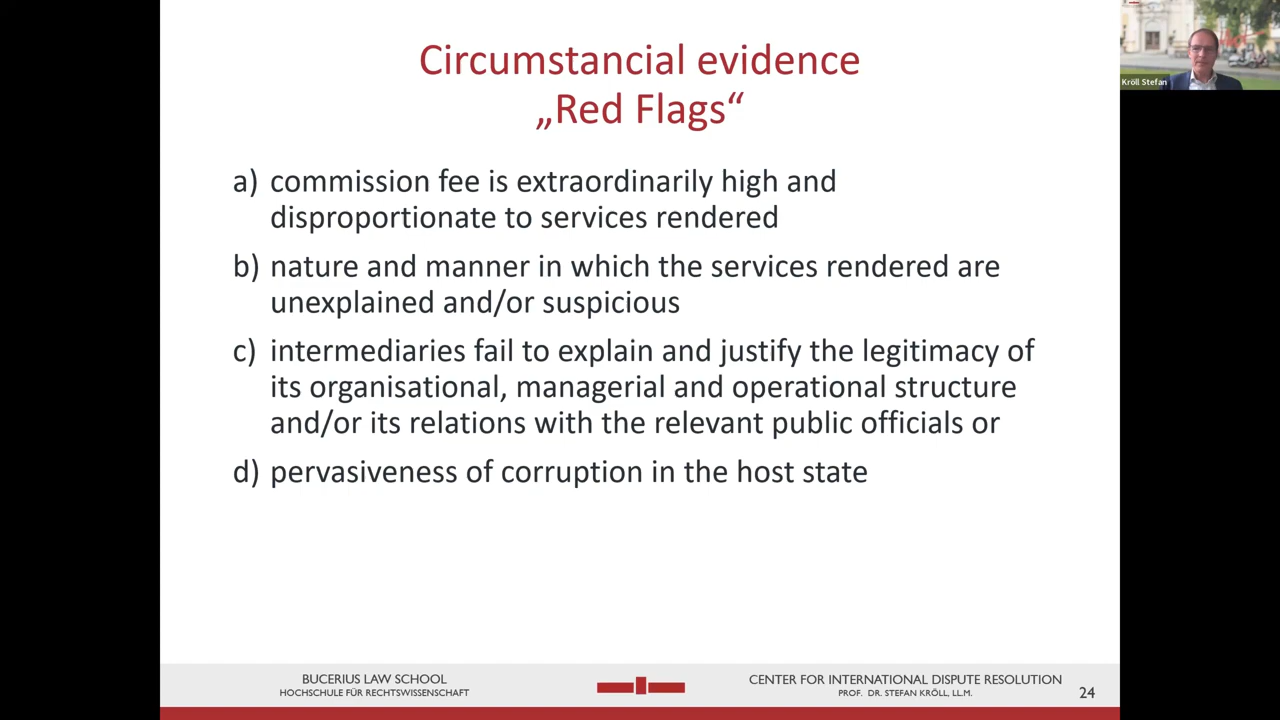 Circumstancial evidence
„Red Flags“
a) commission fee is extraordinarily high and
disproportionate to services rendered
b) nature and manner in which the services rendered are
unexplained and/or suspicious
c) intermediaries fail to explain and justify the legitimacy of
its organisational, managerial and operational structure
and/or its relations with the relevant public officials or
d) pervasiveness of corruption in the host state
Kröll Stefan
BUCERIUS LAW SCHOOL
HOCHSCHULE FÜR RECHTSWISSENSCHAFT
CENTER FOR INTERNATIONAL DISPUTE RESOLUTION
PROF. DR. STEFAN KRÖLL, LL.M.
24